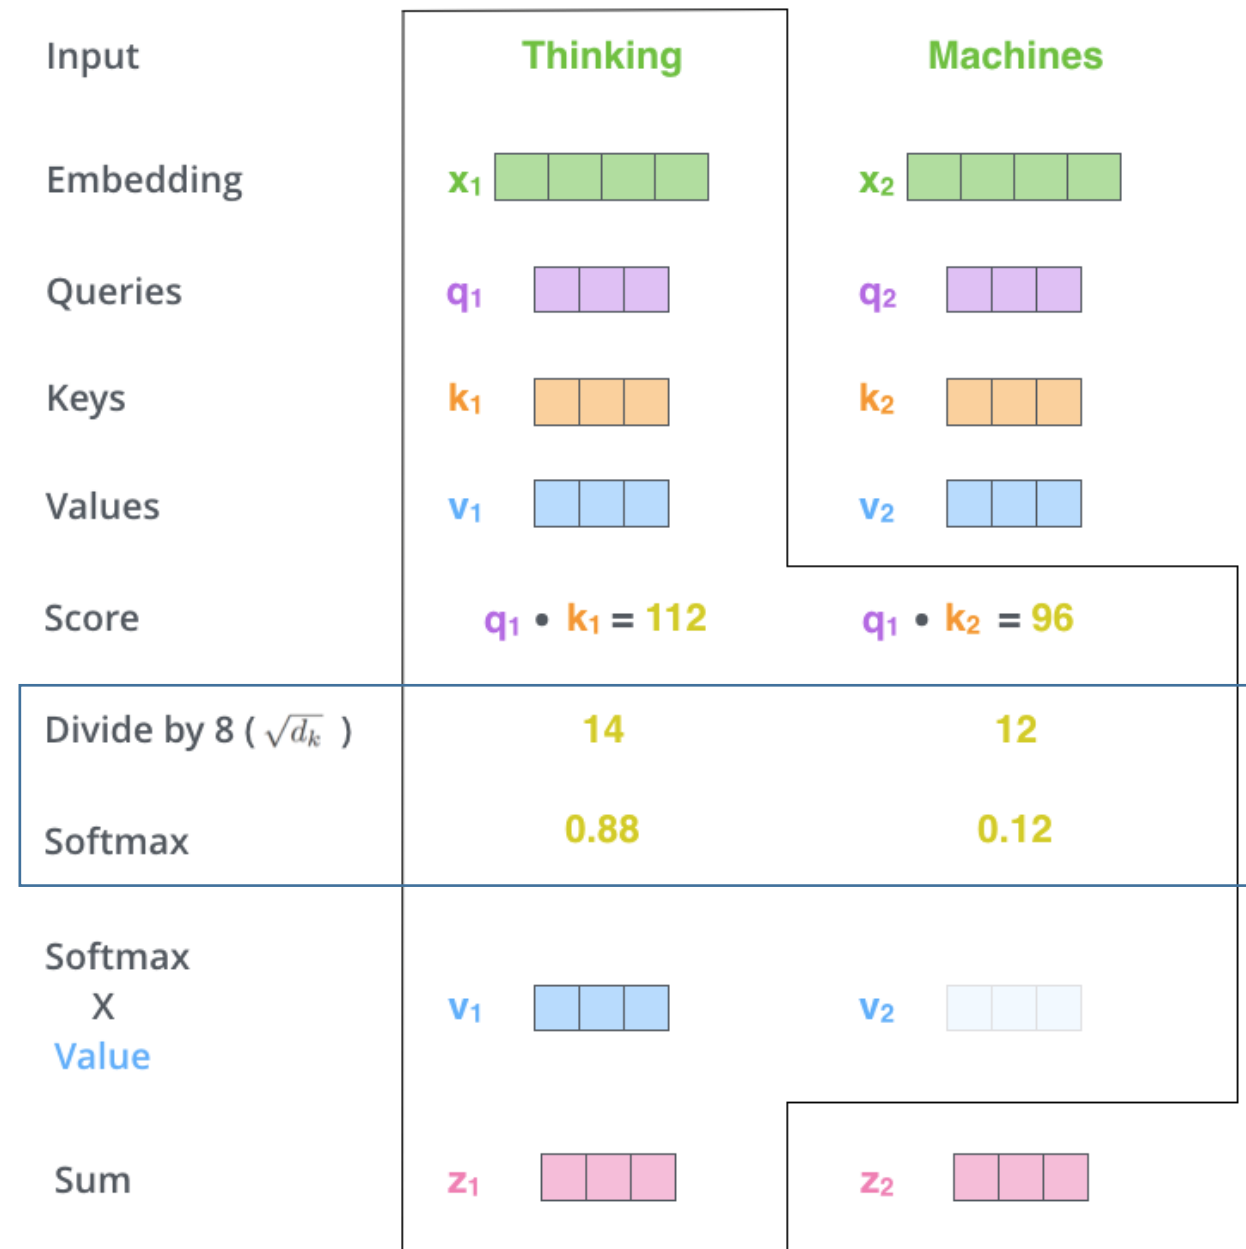 Input Thinking Machines
Embedding x₁ x₂
Queries q₁ q₂
Keys k₁ k₂
Values v₁ v₂
Score q₁ • k₁ = 112 q₁ • k₂ = 96
Divide by 8 ( √dₖ ) 14 12
Softmax 0.88 0.12
Softmax
X
Value v₁ v₂
Sum z₁ z₂